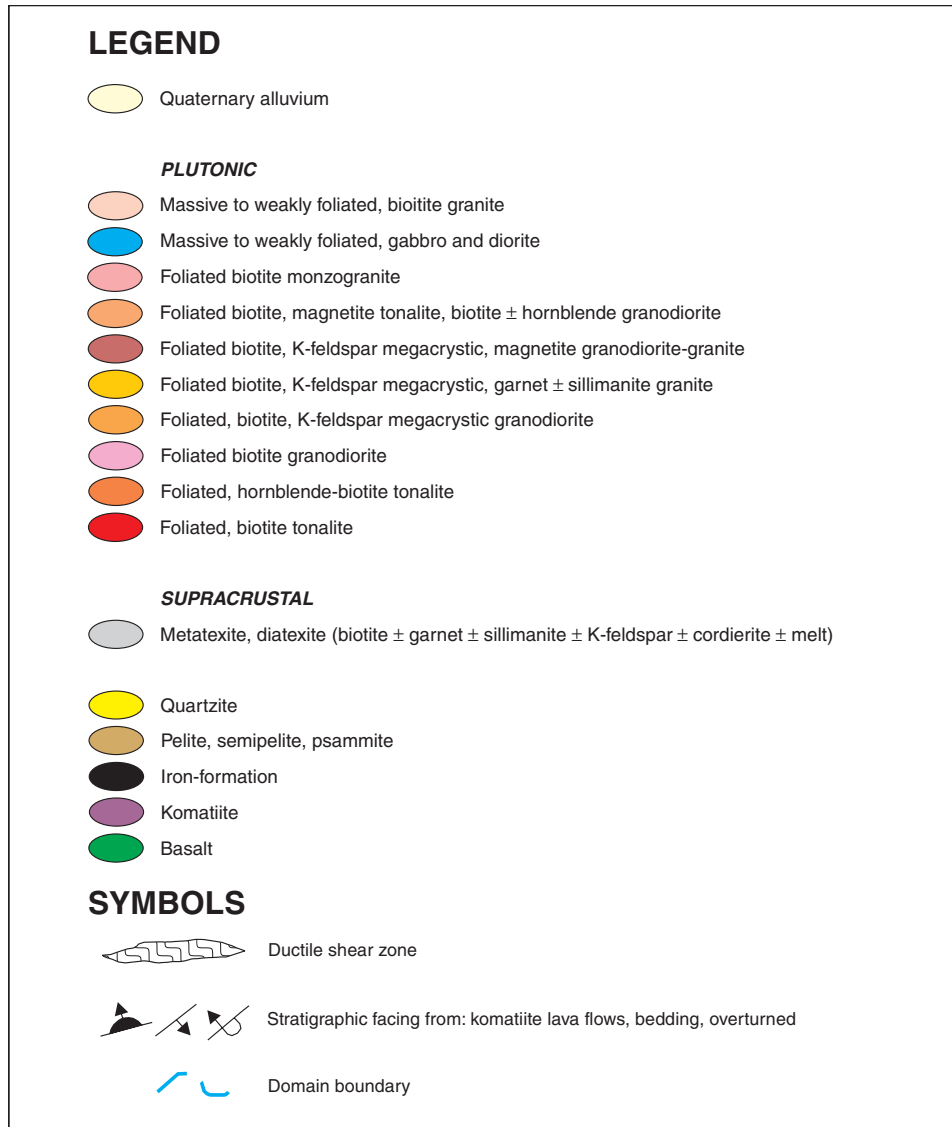 LEGEND
Quaternary alluvium
PLUTONIC
Massive to weakly foliated, bioitite granite
Massive to weakly foliated, gabbro and diorite
Foliated biotite monzogranite
Foliated biotite, magnetite tonalite, biotite ± hornblende granodiorite
Foliated biotite, K-feldspar megacrystic, magnetite granodiorite-granite
Foliated biotite, K-feldspar megacrystic, garnet ± sillimanite granite
Foliated, biotite, K-feldspar megacrystic granodiorite
Foliated biotite granodiorite
Foliated, hornblende-biotite tonalite
Foliated, biotite tonalite
SUPRACRUSTAL
Metatexite, diatexite (biotite ± garnet ± sillimanite ± K-feldspar ± cordierite ± melt)
Quartzite
Pelite, semipelite, psammite
Iron-formation
Komatiite
Basalt
SYMBOLS
Ductile shear zone
Stratigraphic facing from: komatiite lava flows, bedding, overturned
Domain boundary